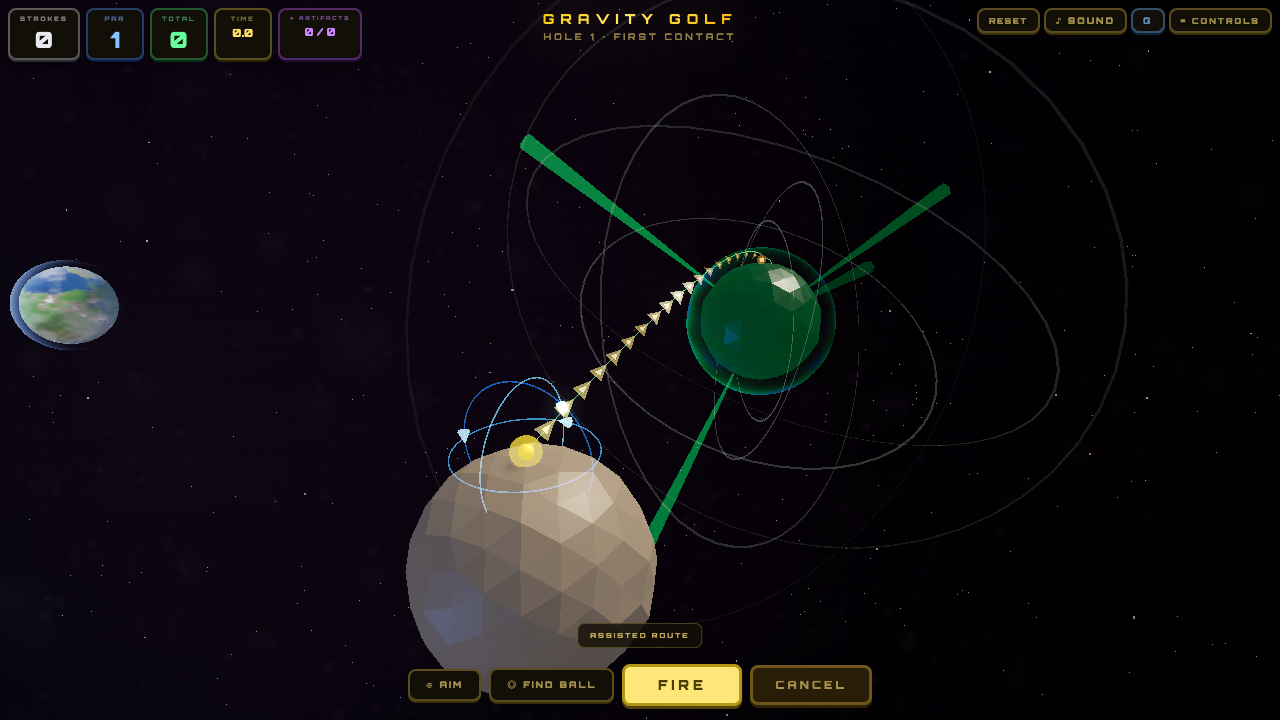 STROKES
0
PAR
1
TOTAL
0
TIME
0.0
✦ ARTIFACTS
0/0
GRAVITY GOLF
HOLE 1 · FIRST CONTACT
RESET
♪ SOUND
G
CONTROLS
ASSISTED ROUTE
⊕ AIM
◎ FIND BALL
FIRE
CANCEL